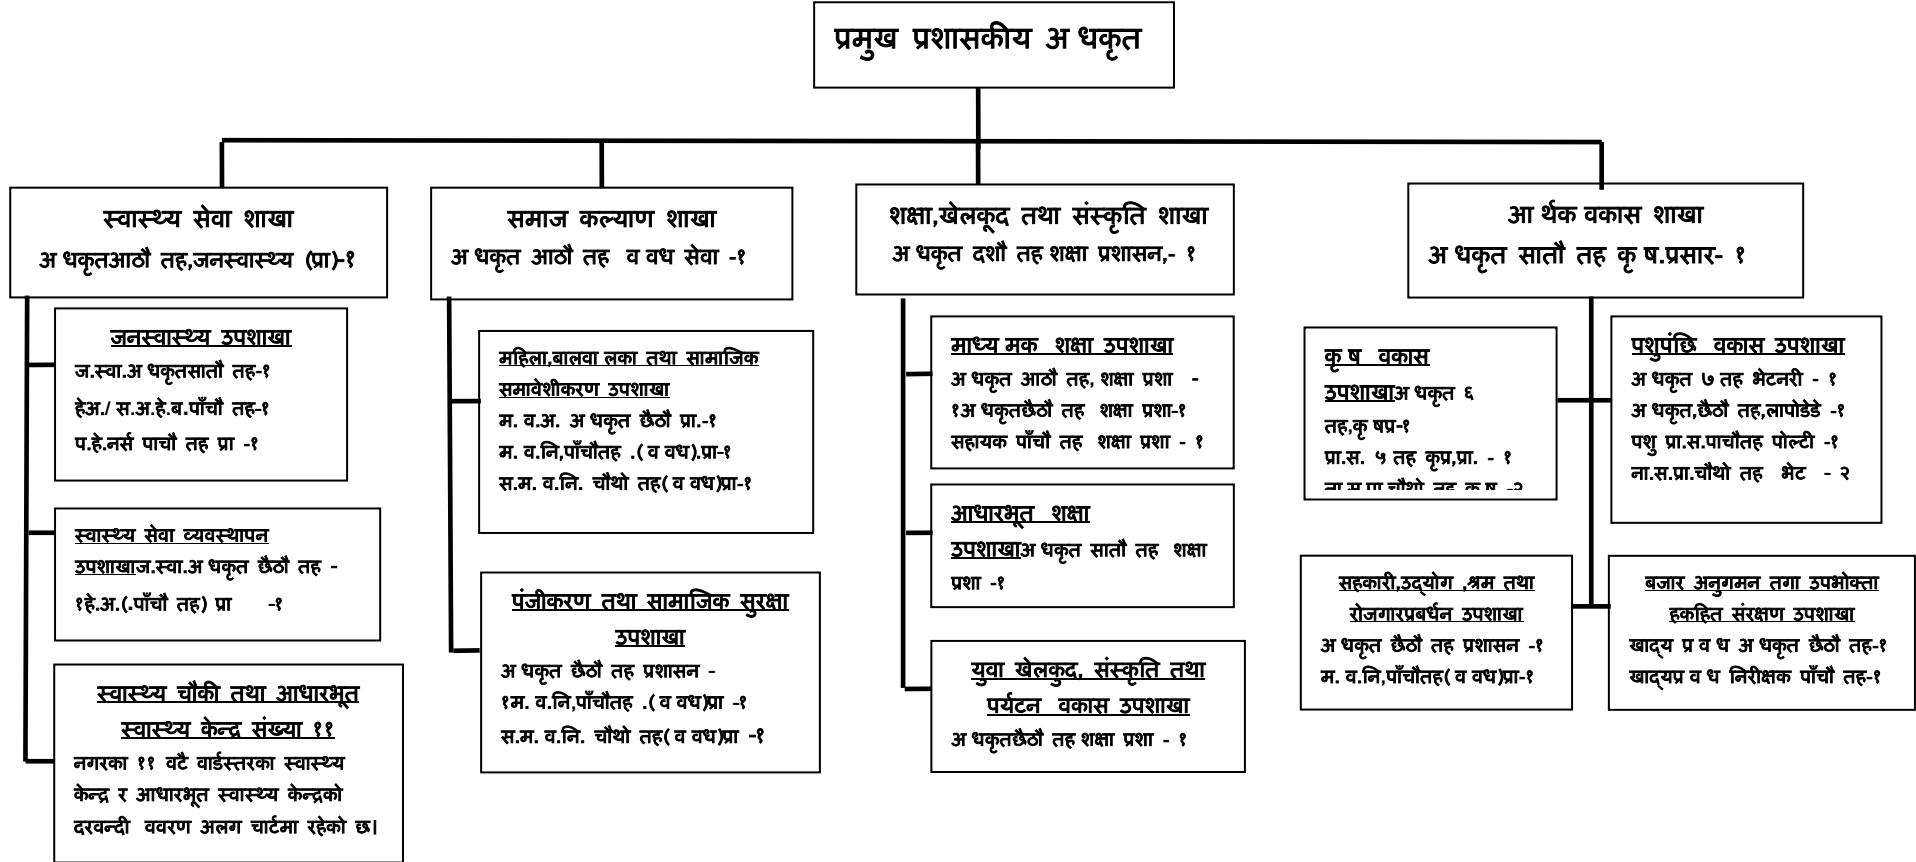 प्रमुख प्रशासकीय अ धकृत
स्वास्थ्य सेवा शाखा
अ धकृतआठौ तह,जनस्वास्थ्य (प्रा)-१
जनस्वास्थ्य उपशाखा
ज.स्वा.अ धकृतसातौ तह-१
हेअ./ स.अ.हे.ब.पाँचौ तह-१
प.हे.नर्स पाचौ तह प्रा -१
स्वास्थ्य सेवा व्यवस्थापन
उपशाखाज.स्वा.अ धकृत छैठौ तह -
१हे.अ.(.पाँचौ तह) प्रा -१
स्वास्थ्य चौकी तथा आधारभूत
स्वास्थ्य केन्द्र संख्या ११
नगरका ११ वटै वार्डस्तरका स्वास्थ्य
केन्द्र र आधारभूत स्वास्थ्य केन्द्रको
दरवन्दी ववरण अलग चार्टमा रहेको छ।
समाज कल्याण शाखा
अ धकृत आठौ तह व वध सेवा -१
महिला,बालवा लका तथा सामाजिक
समावेशीकरण उपशाखा
म. व.अ. अ धकृत छैठौ प्रा.-१
म. व.नि,पाँचौतह .( व वध).प्रा-१
स.म. व.नि. चौथो तह( व वध)प्रा-१
पंजीकरण तथा सामाजिक सुरक्षा
उपशाखा
अ धकृत छैठौ तह प्रशासन -
१म. व.नि,पाँचौतह .( व वध)प्रा -१
स.म. व.नि. चौथो तह( व वध)प्रा -१
शक्षा,खेलकूद तथा संस्कृति शाखा
अ धकृत दशौ तह शक्षा प्रशासन,- १
माध्य मक शक्षा उपशाखा
अ धकृत आठौ तह, शक्षा प्रशा -
१अ धकृतछैठौ तह शक्षा प्रशा-१
सहायक पाँचौ तह शक्षा प्रशा - १
आधारभूत शक्षा
उपशाखाअ धकृत सातौ तह शक्षा
प्रशा -१
युवा खेलकुद, संस्कृति तथा
पर्यटन वकास उपशाखा
अ धकृतछैठौ तह शक्षा प्रशा - १
आ र्थक वकास शाखा
अ धकृत सातौ तह कृ ष.प्रसार- १
कृ ष वकास
उपशाखाअ धकृत ६
तह,कृ षप्र-१
प्रा.स. ५ तह कृप्र,प्रा. - १
ना.स.प्रा.चौथो तह कृ ष -२
पशुपंछि वकास उपशाखा
अ धकृत ७ तह भेटनरी - १
अ धकृत,छैठौ तह,लापोडेडे -१
पशु प्रा.स.पाचौतह पोल्टी -१
ना.स.प्रा.चौथो तह भेट - २
सहकारी,उद्योग ,श्रम तथा
रोजगारप्रबर्धन उपशाखा
अ धकृत छैठौ तह प्रशासन -१
म. व.नि,पाँचौतह( व वध)प्रा-१
बजार अनुगमन तगा उपभोक्ता
हकहित संरक्षण उपशाखा
खाद्य प्र व ध अ धकृत छैठौ तह-१
खाद्यप्र व ध निरीक्षक पाँचौ तह-१